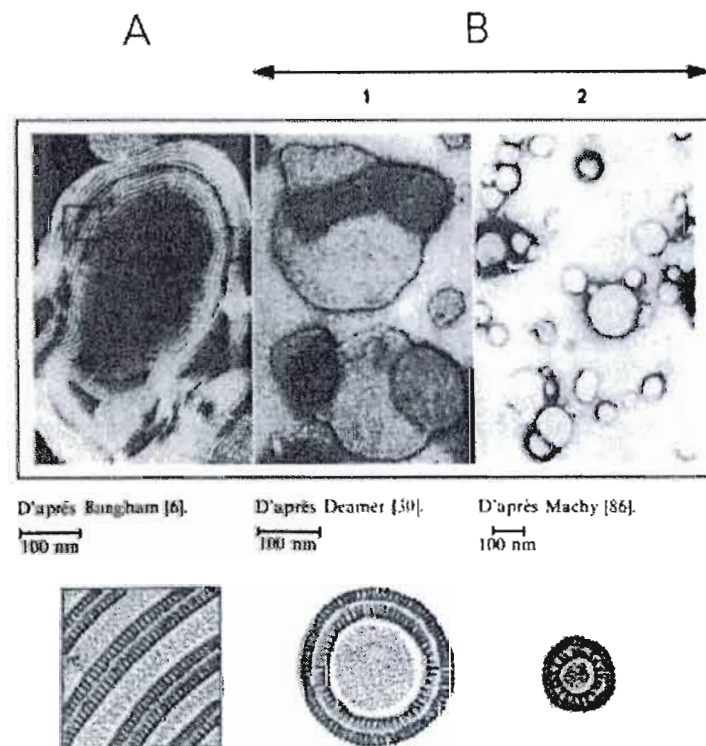 A B
1 2
D'après Bangham [6]. D'après Deamer [30]. D'après Machy [86].
100 nm 100 nm 100 nm